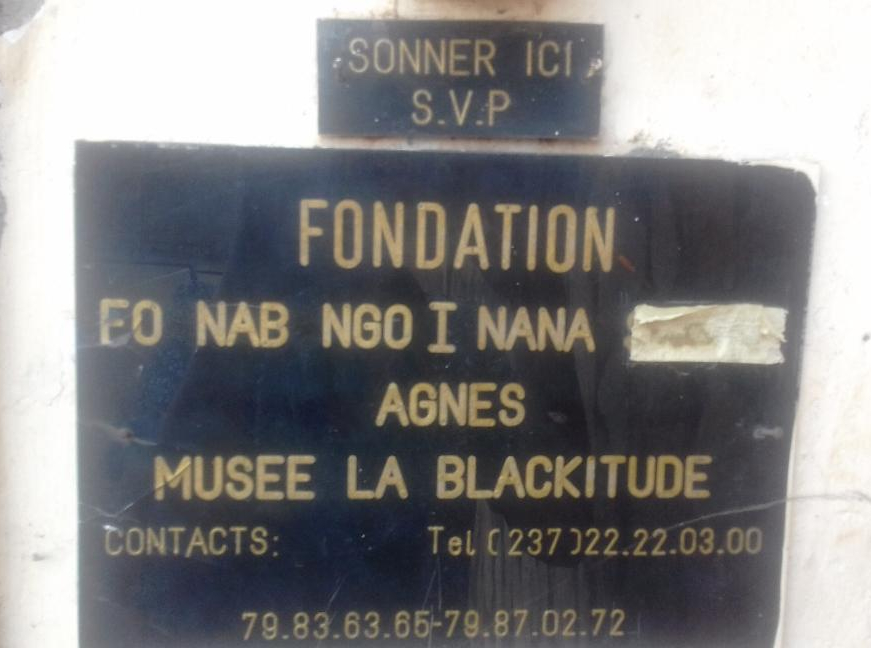 SONNER ICI
S.V.P
FONDATION
FO NAB NGO I NANA
AGNES
MUSEE LA BLACKITUDE
CONTACTS: Tel (237)22.22.03.00
79.83.63.65-79.87.02.72